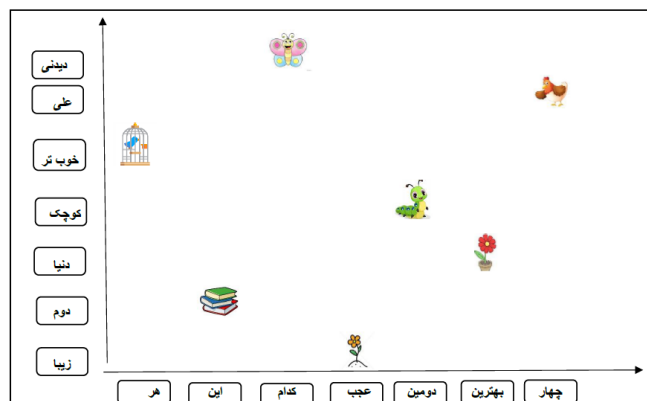 دیدنی
علی
خوب تر
کوچک
دنیا
دوم
زیبا
هر
این
کدام
عجب
دومین
بهترین
چهار